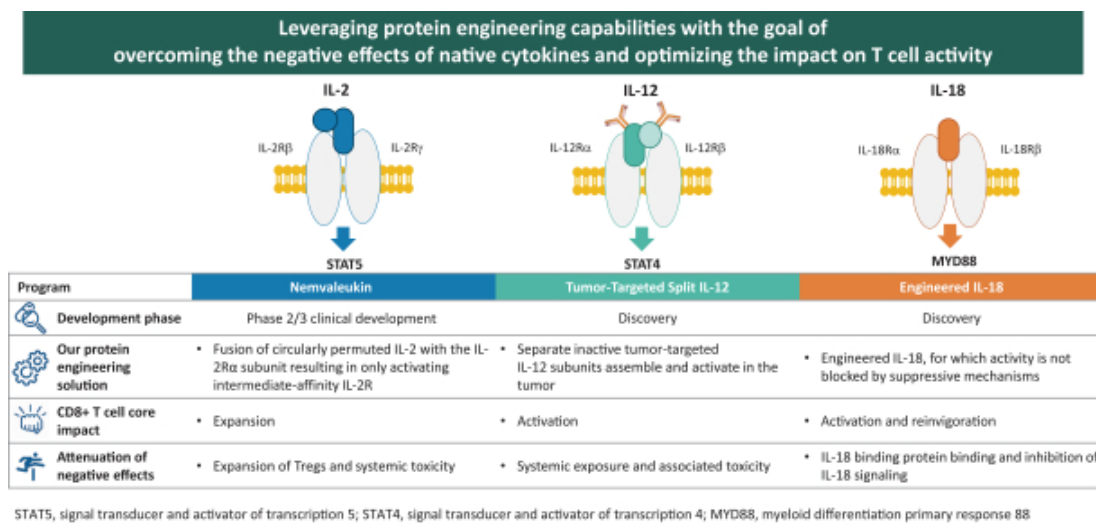 Leveraging protein engineering capabilities with the goal of
overcoming the negative effects of native cytokines and optimizing the impact on T cell activity
IL-2
IL-12
IL-18
IL-2Rβ
IL-2Rγ
IL-12Rα
IL-12Rβ
IL-18Rα
IL-18Rβ
STAT5
STAT4
MYD88
Program
Nemvaleukin
Tumor-Targeted Split IL-12
Engineered IL-18
Development phase
Phase 2/3 clinical development
Discovery
Discovery
Our protein
engineering
solution
• Fusion of circularly permuted IL-2 with the IL-
2Rα subunit resulting in only activating
intermediate-affinity IL-2R
• Separate inactive tumor-targeted
IL-12 subunits assemble and activate in the
tumor
• Engineered IL-18, for which activity is not
blocked by suppressive mechanisms
CD8+ T cell core
impact
• Expansion
• Activation
• Activation and reinvigoration
Attenuation of
negative effects
• Expansion of Tregs and systemic toxicity
• Systemic exposure and associated toxicity
• IL-18 binding protein binding and inhibition of
IL-18 signaling
STAT5, signal transducer and activator of transcription 5; STAT4, signal transducer and activator of transcription 4; MYD88, myeloid differentiation primary response 88